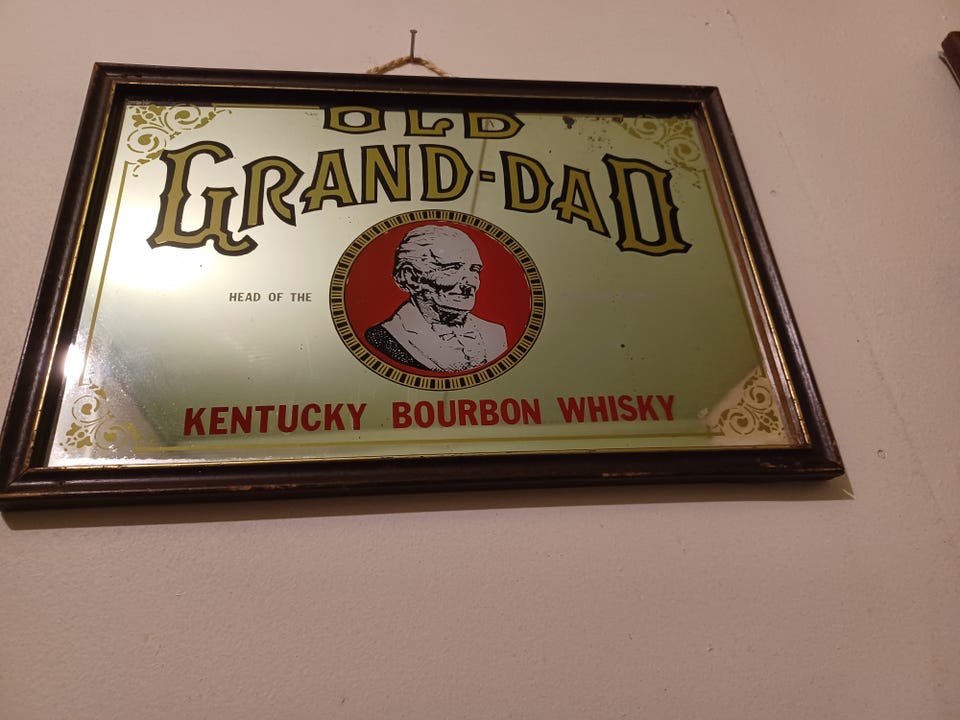 OLD
GRAND-DAD
HEAD OF THE
KENTUCKY BOURBON WHISKY